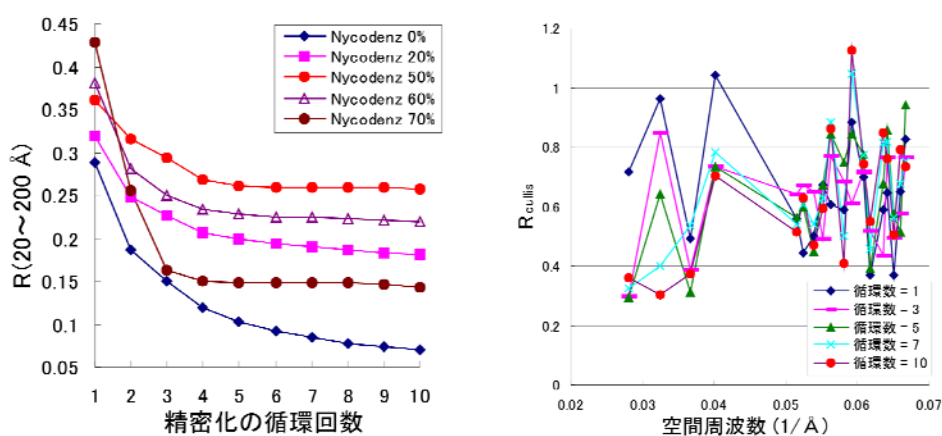 0.45
0.4
0.35
0.3
0.25
0.2
0.15
0.1
0.05
R(20～200 Å)
1 2 3 4 5 6 7 8 9 10
精密化の循環回数
Nycodenz 0%
Nycodenz 20%
Nycodenz 50%
Nycodenz 60%
Nycodenz 70%
1.2
1
0.8
0.6
0.4
0.2
0
Rcullis
0.02 0.03 0.04 0.05 0.06 0.07
空間周波数 (1/Å)
循環数 = 1
循環数 - 3
循環数 - 5
循環数 = 7
循環数 = 10